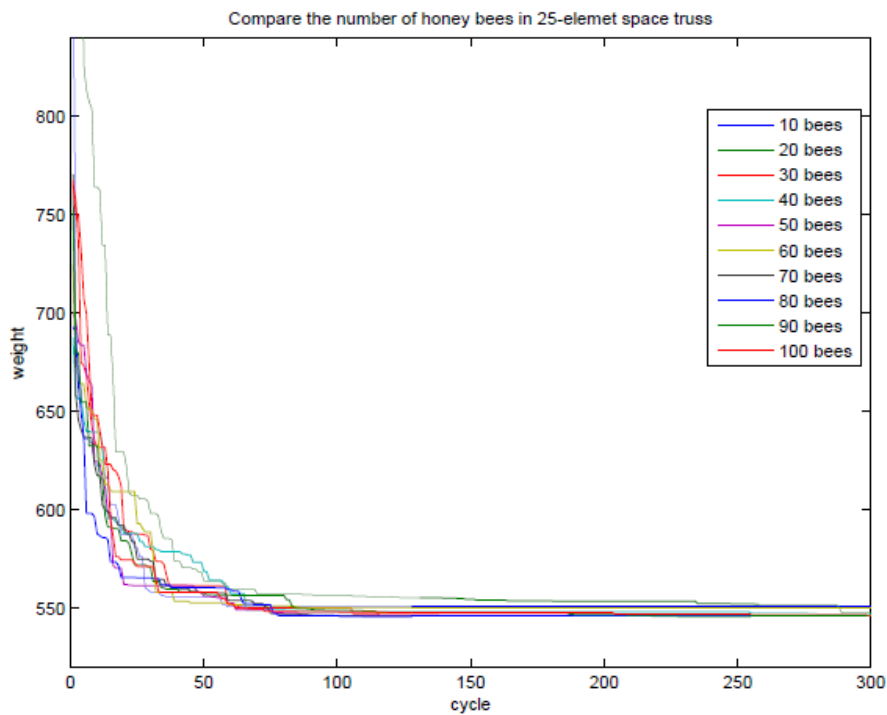 Compare the number of honey bees in 25-elemet space truss
800
750
700
650
600
550
weight
0
50
100
150
200
250
300
cycle
10 bees
20 bees
30 bees
40 bees
50 bees
60 bees
70 bees
80 bees
90 bees
100 bees